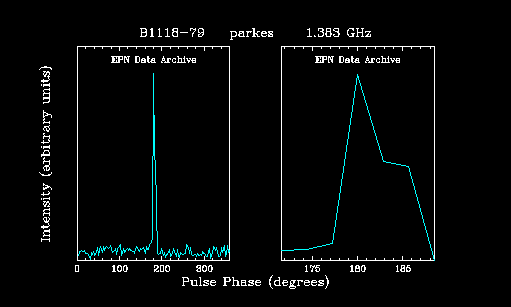 B1118-79 parkes 1.383 GHz
EPN Data Archive EPN Data Archive
Intensity (arbitrary units)
0 100 200 300 175 180 185
Pulse Phase (degrees)